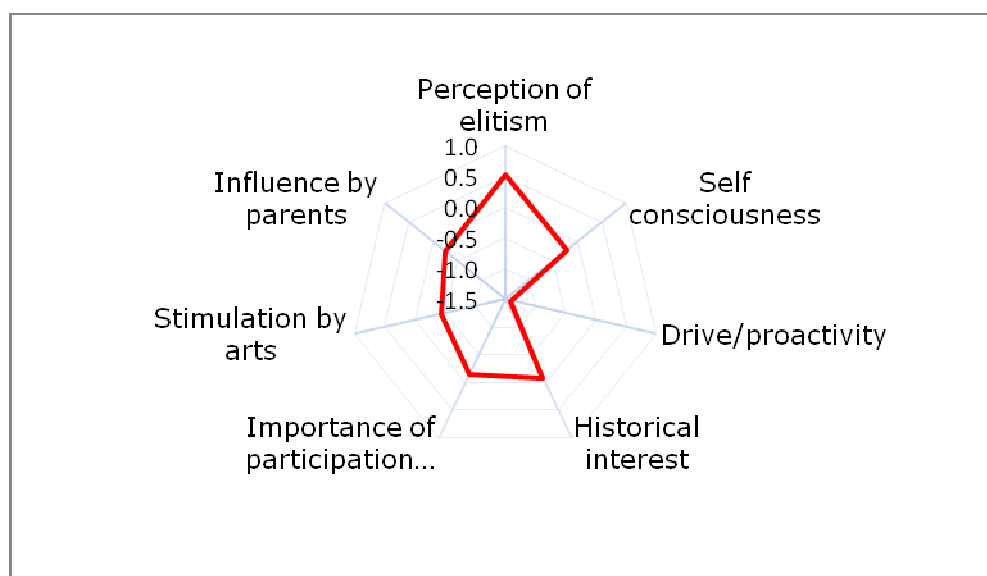 Perception of
elitism
1.0
0.5
0.0
-0.5
-1.0
-1.5
Self
consciousness
Drive/proactivity
Historical
interest
Importance of
participation...
Stimulation by
arts
Influence by
parents